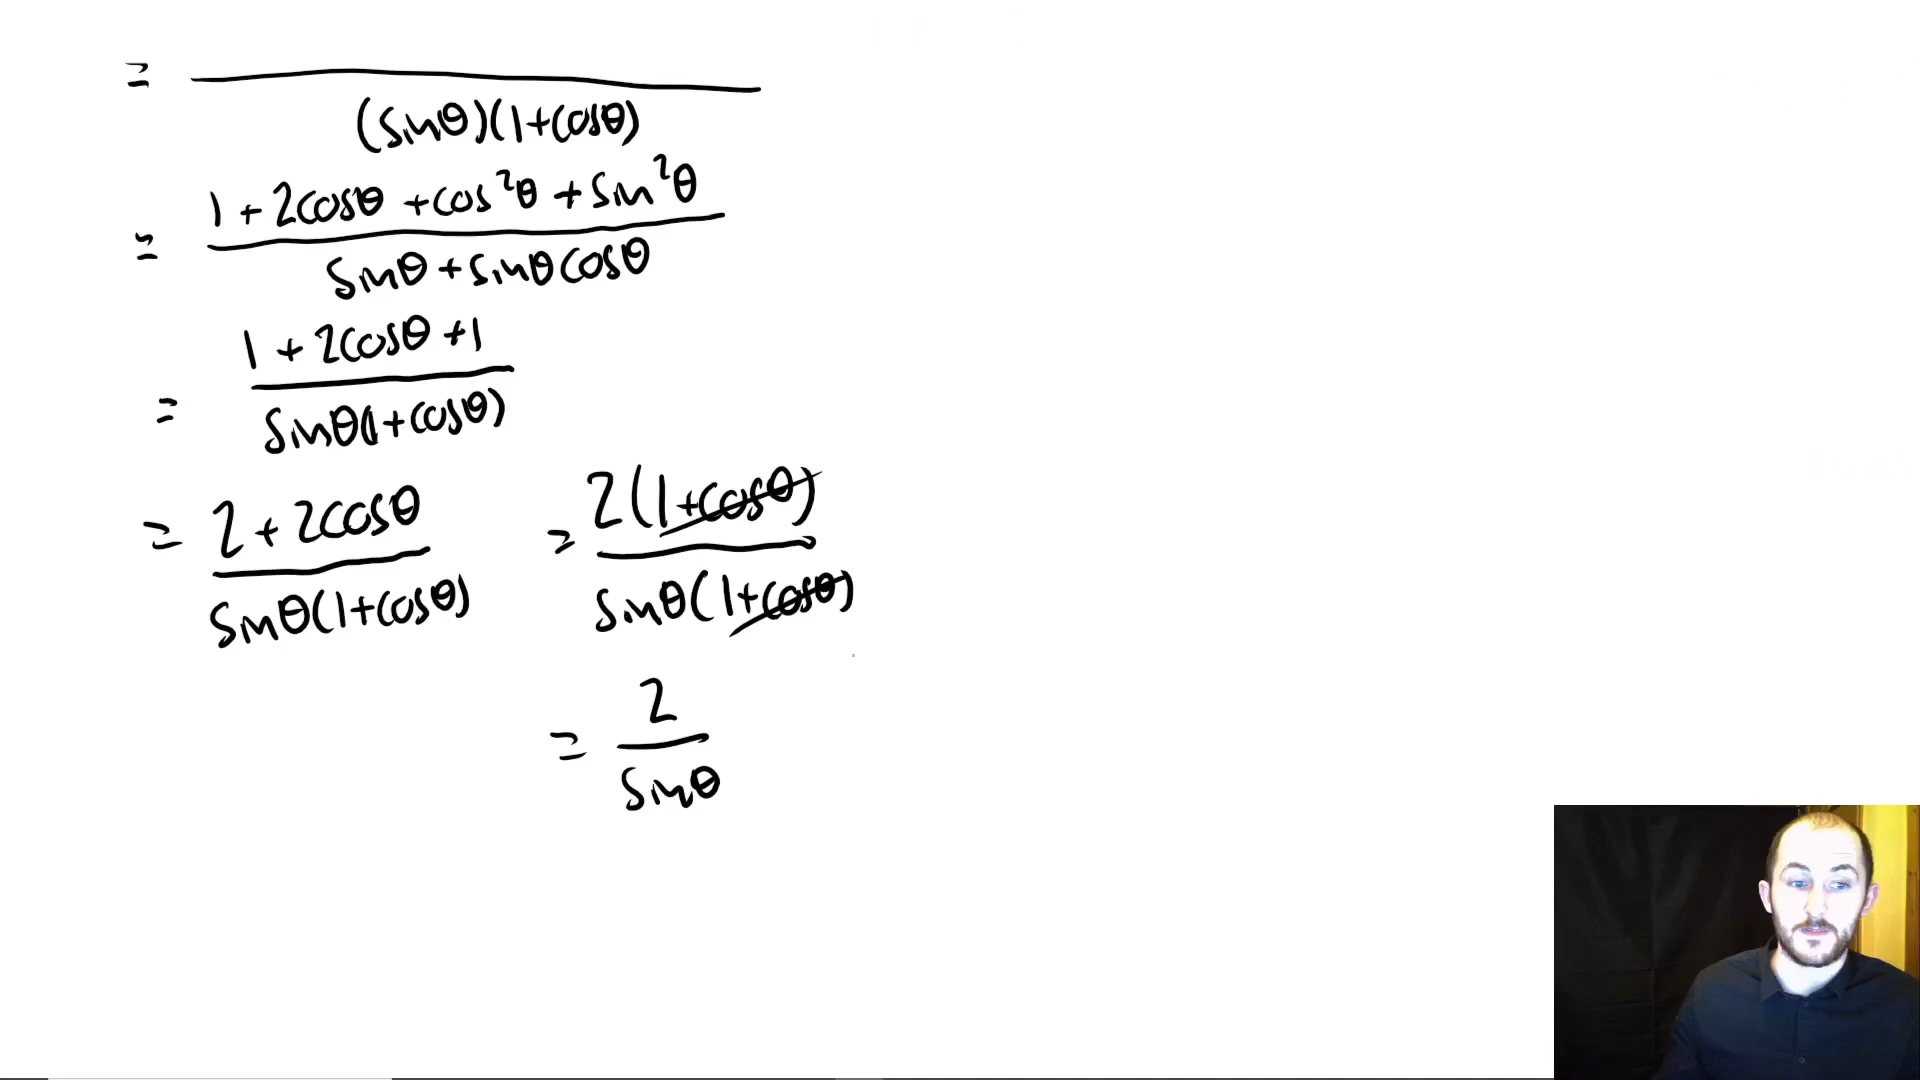 =
(sinθ)(1+cosθ)
= 1 + 2cosθ + cos²θ + sin²θ
sinθ + sinθcosθ
= 1 + 2cosθ + 1
sinθ(1+cosθ)
= 2 + 2cosθ = 2(1+cosθ)
sinθ(1+cosθ) sinθ(1+cosθ)
= 2
sinθ